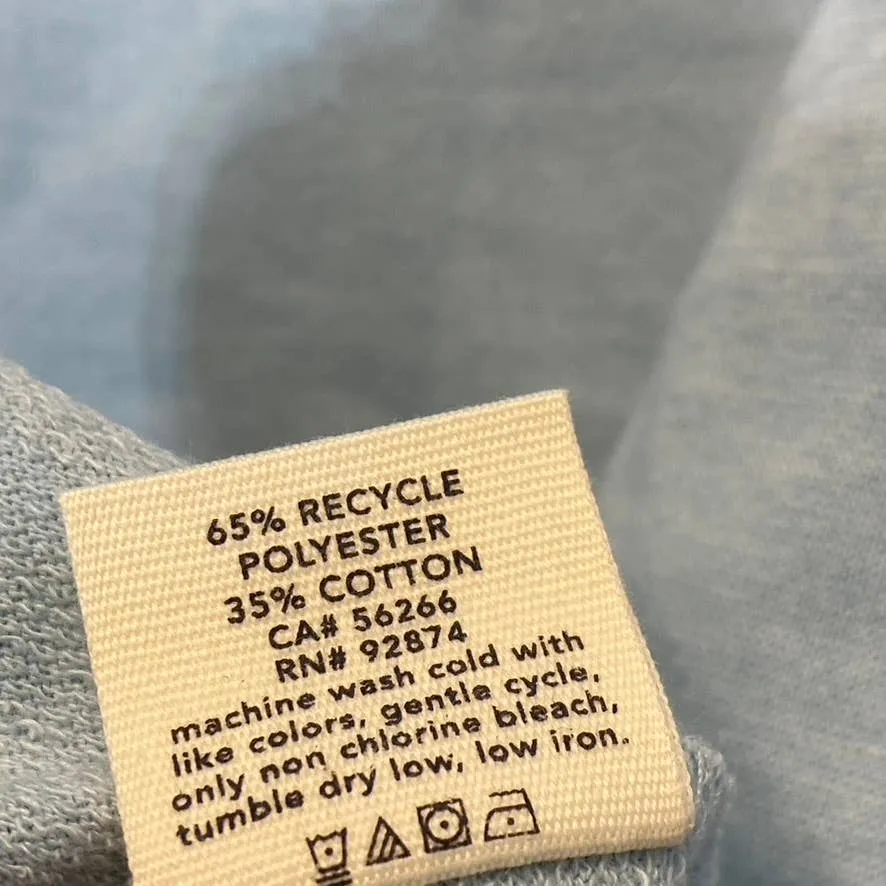 65% RECYCLE
POLYESTER
35% COTTON
CA# 56266
RN# 92874
machine wash cold with
like colors, gentle cycle,
only non chlorine bleach,
tumble dry low, low iron.